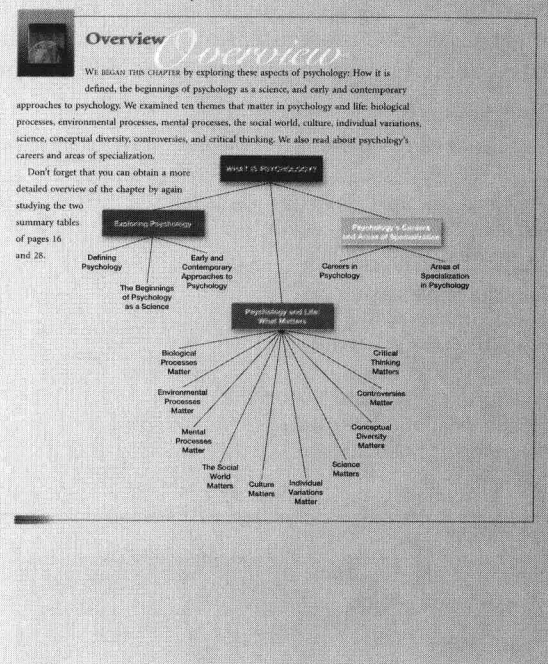 Overview
Overview
WE BEGAN THIS CHAPTER by exploring these aspects of psychology: How it is
defined, the beginnings of psychology as a science, and early and contemporary
approaches to psychology. We examined ten themes that matter in psychology and life: biological
processes, environmental processes, mental processes, the social world, culture, individual variations,
science, conceptual diversity, controversies, and critical thinking. We also read about psychology's
careers and areas of specialization.
Don't forget that you can obtain a more
detailed overview of the chapter by again
studying the two
summary tables
of pages 16
and 28.
WHAT IS PSYCHOLOGY?
Exploring Psychology
Defining
Psychology
The Beginnings
of Psychology
as a Science
Early and
Contemporary
Approaches to
Psychology
Psychology's Careers
and Areas of Specialization
Careers in
Psychology
Areas of
Specialization
in Psychology
Psychology and Life:
What Matters
Biological
Processes
Matter
Environmental
Processes
Matter
Mental
Processes
Matter
The Social
World
Matters
Culture
Matters
Individual
Variations
Matter
Science
Matters
Conceptual
Diversity
Matters
Controversies
Matter
Critical
Thinking
Matters